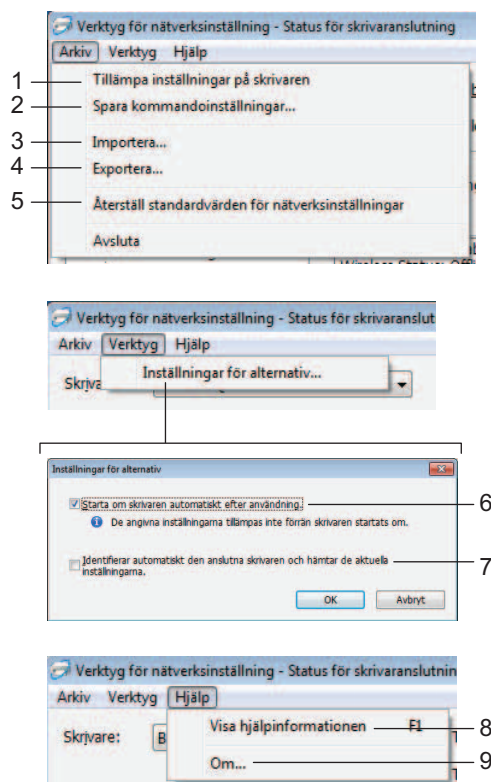 Verktyg för nätverksinställning - Status för skrivaranslutning
Arkiv Verktyg Hjälp
1 Tillämpa inställningar på skrivaren
2 Spara kommandoinställningar...
3 Importera...
4 Exportera...
5 Återställ standardvärden för nätverksinställningar
Avsluta
Verktyg för nätverksinställning - Status för skrivaranslut
Arkiv Verktyg Hjälp
Inställningar för alternativ...
Inställningar för alternativ
Starta om skrivaren automatiskt efter användning. 6
De angivna inställningarna tillämpas inte förrän skrivaren startats om.
Identifierar automatiskt den anslutna skrivaren och hämtar de aktuella 7
inställningarna.
OK Avbryt
Verktyg för nätverksinställning - Status för skrivaranslutnin
Arkiv Verktyg Hjälp
Skrivare: B Visa hjälpinformationen F1 8
Om... 9